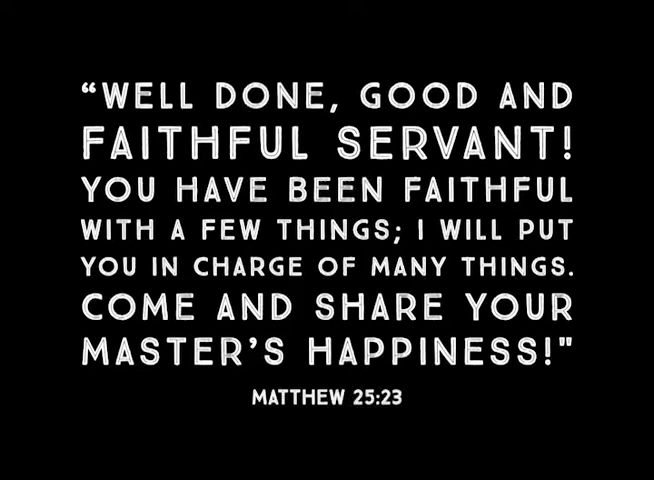 “WELL DONE, GOOD AND
FAITHFUL SERVANT!
YOU HAVE BEEN FAITHFUL
WITH A FEW THINGS; I WILL PUT
YOU IN CHARGE OF MANY THINGS.
COME AND SHARE YOUR
MASTER’S HAPPINESS!"
MATTHEW 25:23